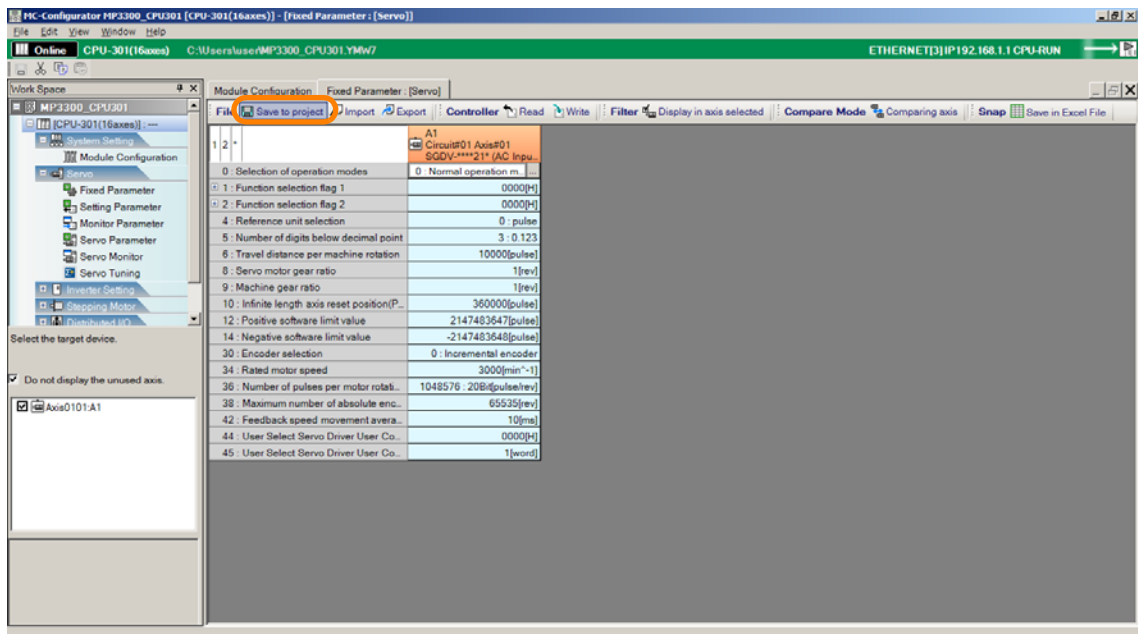 MC-Configurator MP3300_CPU301 [CPU-301(16axes)] - [Fixed Parameter : [Servo]]
File Edit View Window Help
Online CPU-301(16axes) C:\Users\user\MP3300_CPU301.YMW7 ETHERNET[3] IP192.168.1.1 CPU-RUN
Work Space
Module Configuration Fixed Parameter : [Servo]
File Save to project Import Export Controller Read Write Filter Display in axis selected Compare Mode Comparing axis Snap Save in Excel File
MP3300_CPU301
[CPU-301(16axes)] : ---
System Setting
Module Configuration
Servo
Fixed Parameter
Setting Parameter
Monitor Parameter
Servo Parameter
Servo Monitor
Servo Tuning
Inverter Setting
Stepping Motor
Distributed I/O
Select the target device.
Do not display the unused axis.
Axis0101:A1
1 2 *
A1
Circuit#01 Axis#01
SGDV-****21* (AC Inpu...
0 : Selection of operation modes 0 : Normal operation m... ...
1 : Function selection flag 1 0000[H]
2 : Function selection flag 2 0000[H]
4 : Reference unit selection 0 : pulse
5 : Number of digits below decimal point 3 : 0.123
6 : Travel distance per machine rotation 10000[pulse]
8 : Servo motor gear ratio 1[rev]
9 : Machine gear ratio 1[rev]
10 : Infinite length axis reset position(P... 360000[pulse]
12 : Positive software limit value 2147483647[pulse]
14 : Negative software limit value -2147483648[pulse]
30 : Encoder selection 0 : Incremental encoder
34 : Rated motor speed 3000[min^-1]
36 : Number of pulses per motor rotati... 1048576 : 20Bit[pulse/rev]
38 : Maximum number of absolute enc... 65535[rev]
42 : Feedback speed movement avera... 10[ms]
44 : User Select Servo Driver User Co... 0000[H]
45 : User Select Servo Driver User Co... 1[word]